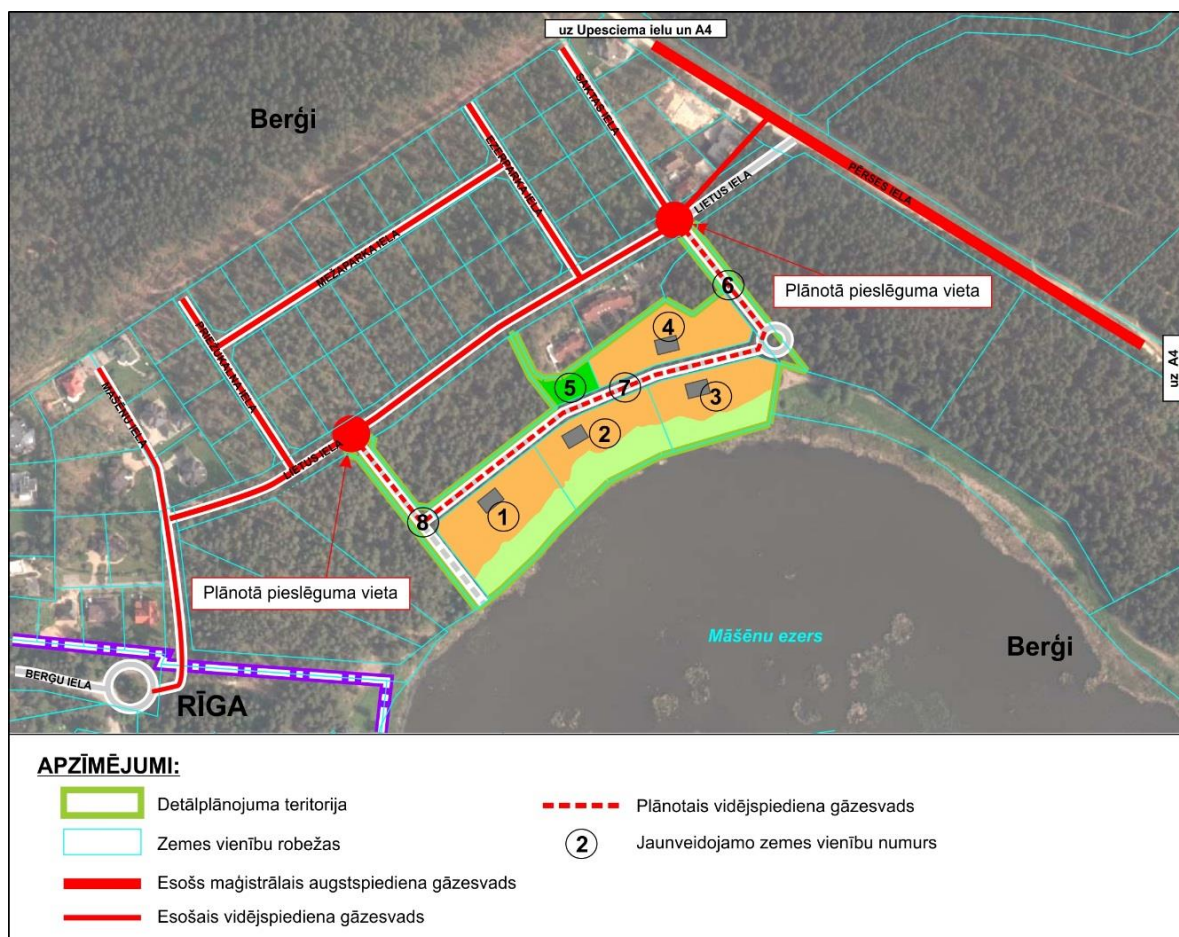 uz Upesciema ielu un A4
Berģi
SAKTAS IELA
EZERPARKA IELA
LIETUS IELA
PĒRSES IELA
MEŽAPARKA IELA
Plānotā pieslēguma vieta
6
4
PRIEŽUKALNA IELA
MĀŠĒNU IELA
uz A4
5
7
3
2
LIETUS IELA
8
1
Plānotā pieslēguma vieta
Māšēnu ezers
Berģi
BERĢU IELA
RĪGA
APZĪMĒJUMI:
Detālplānojuma teritorija
Zemes vienību robežas
Esošs maģistrālais augstspiediena gāzesvads
Esošais vidējspiediena gāzesvads
Plānotais vidējspiediena gāzesvads
2
Jaunveidojamo zemes vienību numurs